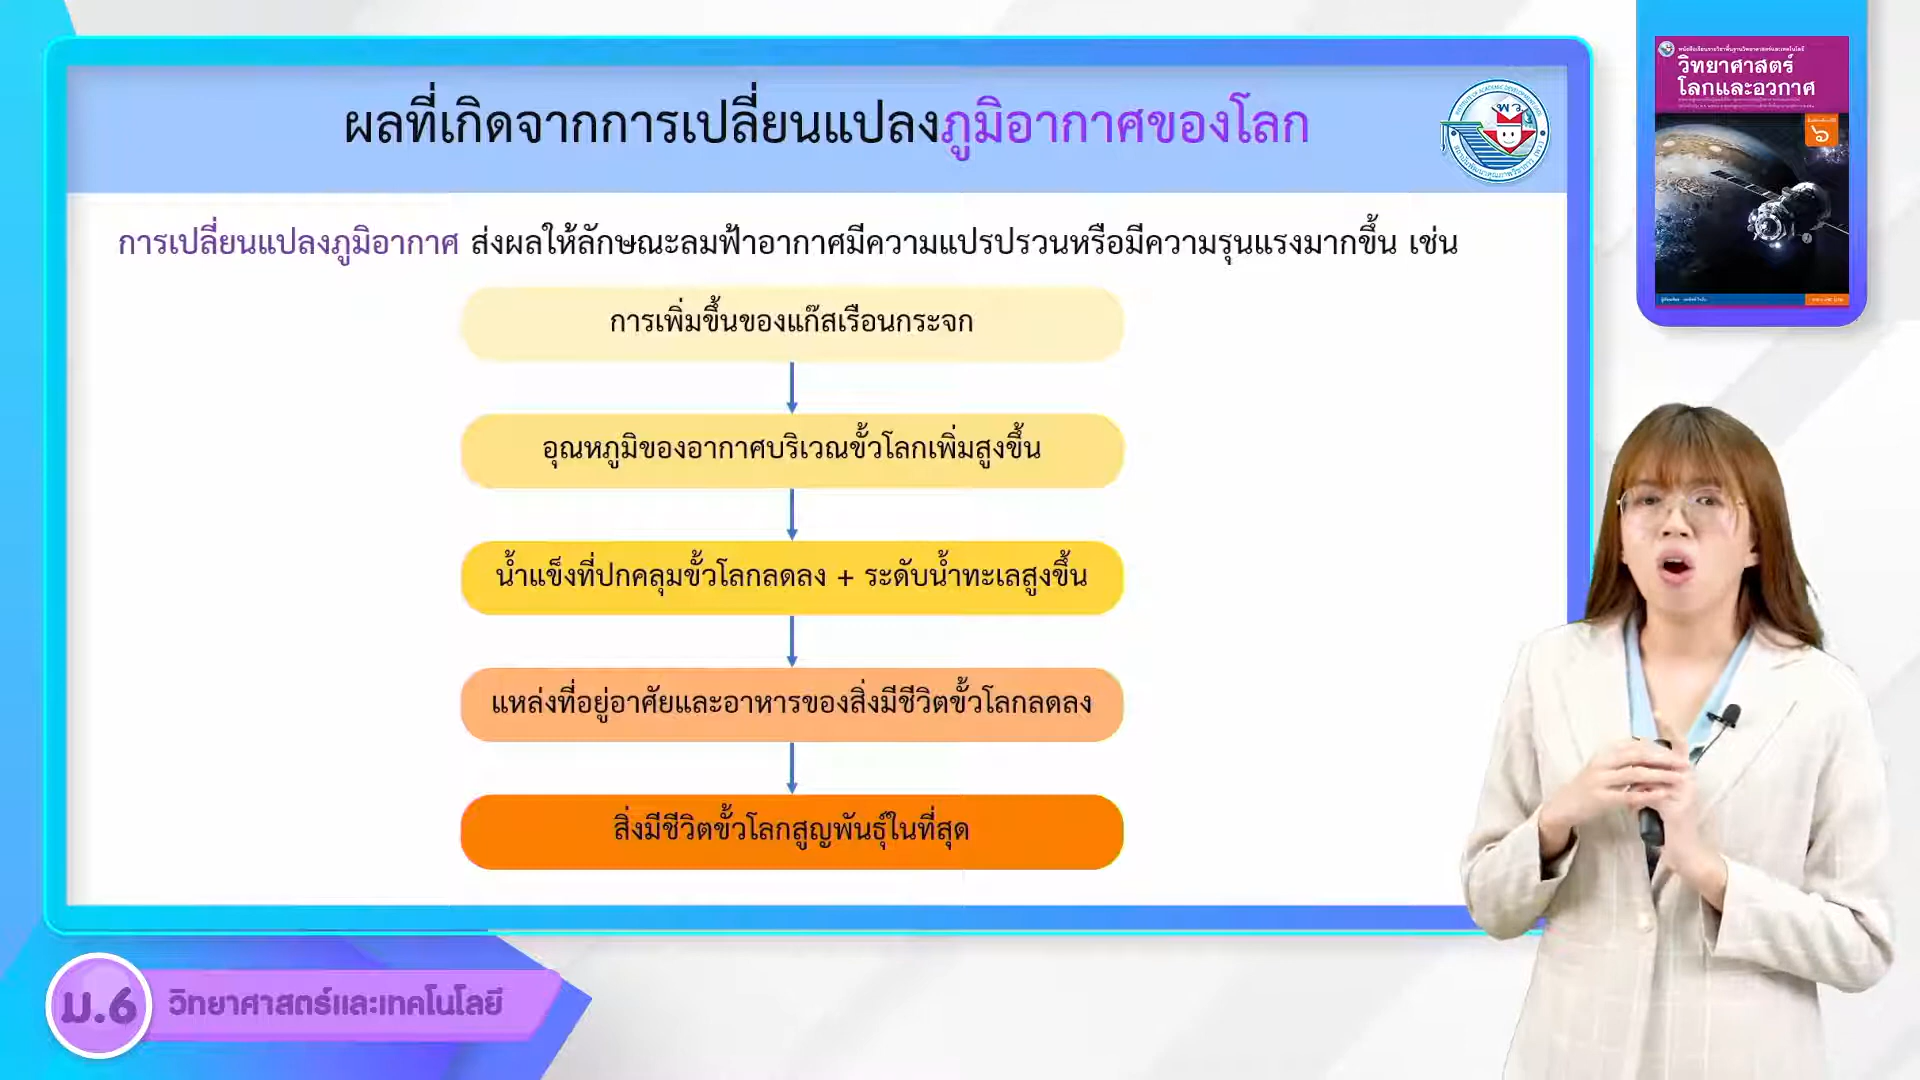 ผลที่เกิดจากการเปลี่ยนแปลงภูมิอากาศของโลก
การเปลี่ยนแปลงภูมิอากาศ ส่งผลให้ลักษณะลมฟ้าอากาศมีความแปรปรวนหรือมีความรุนแรงมากขึ้น เช่น
การเพิ่มขึ้นของแก๊สเรือนกระจก
อุณหภูมิของอากาศบริเวณขั้วโลกเพิ่มสูงขึ้น
น้ำแข็งที่ปกคลุมขั้วโลกลดลง + ระดับน้ำทะเลสูงขึ้น
แหล่งที่อยู่อาศัยและอาหารของสิ่งมีชีวิตขั้วโลกลดลง
สิ่งมีชีวิตขั้วโลกสูญพันธุ์ในที่สุด
พว.
วิทยาศาสตร์
โลกและอวกาศ
๖
ม.6 วิทยาศาสตร์และเทคโนโลยี